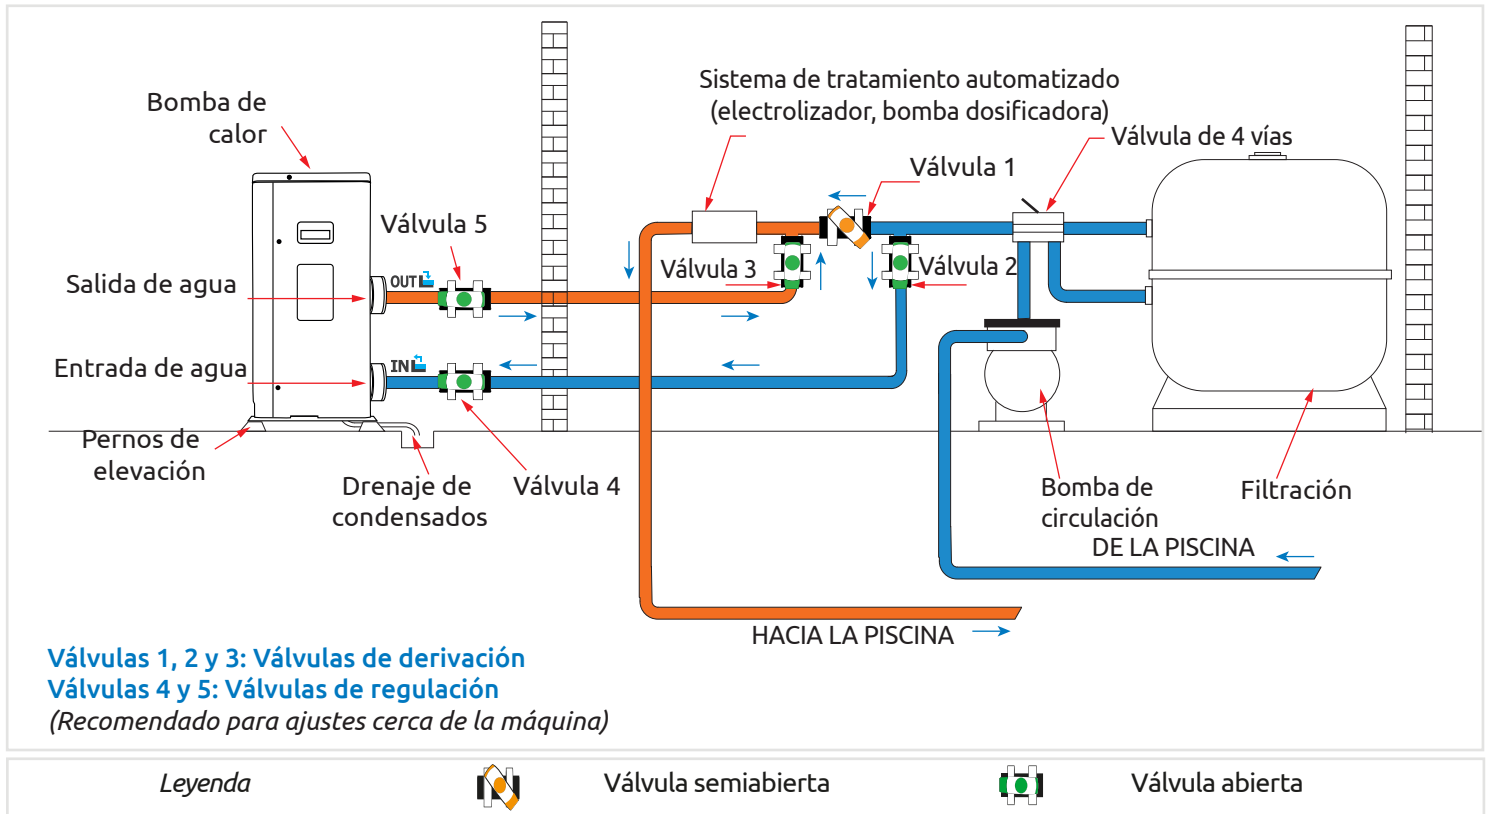 Sistema de tratamiento automatizado
(electrolizador, bomba dosificadora)
Bomba de
calor
Válvula de 4 vías
Válvula 1
Válvula 5
Válvula 3
Válvula 2
Salida de agua
OUT
Entrada de agua
IN
Pernos de
elevación
Drenaje de
condensados
Válvula 4
Bomba de
circulación
Filtración
DE LA PISCINA
HACIA LA PISCINA
Válvulas 1, 2 y 3: Válvulas de derivación
Válvulas 4 y 5: Válvulas de regulación
(Recomendado para ajustes cerca de la máquina)
Leyenda
Válvula semiabierta
Válvula abierta